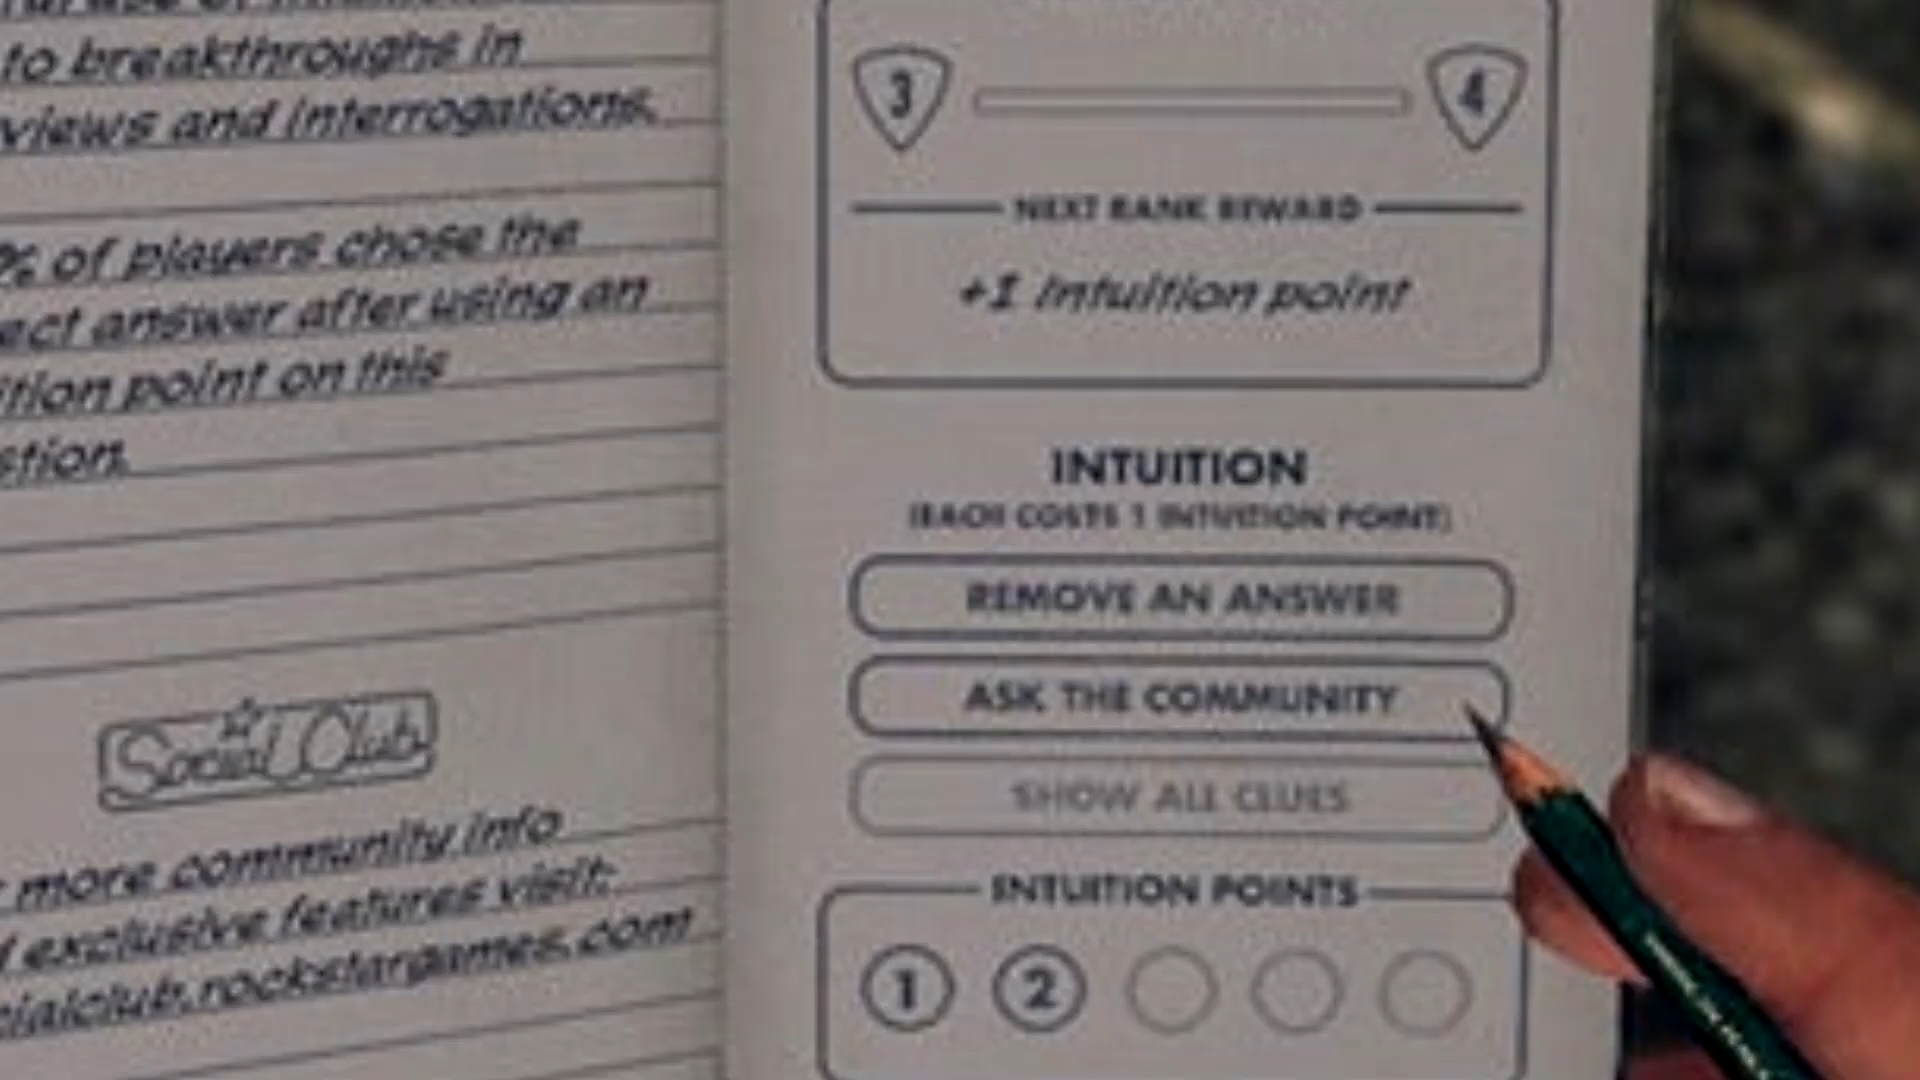 to breakthroughs in
views and interrogations.
% of players chose the
ect answer after using an
ition point on this
stion.
Social Club
more community info
exclusive features visit:
cialclub.rockstargames.com
3
4
NEXT RANK REWARD
+1 intuition point
INTUITION
(EACH COSTS 1 INTUITION POINT)
REMOVE AN ANSWER
ASK THE COMMUNITY
SHOW ALL CLUES
INTUITION POINTS
1 2